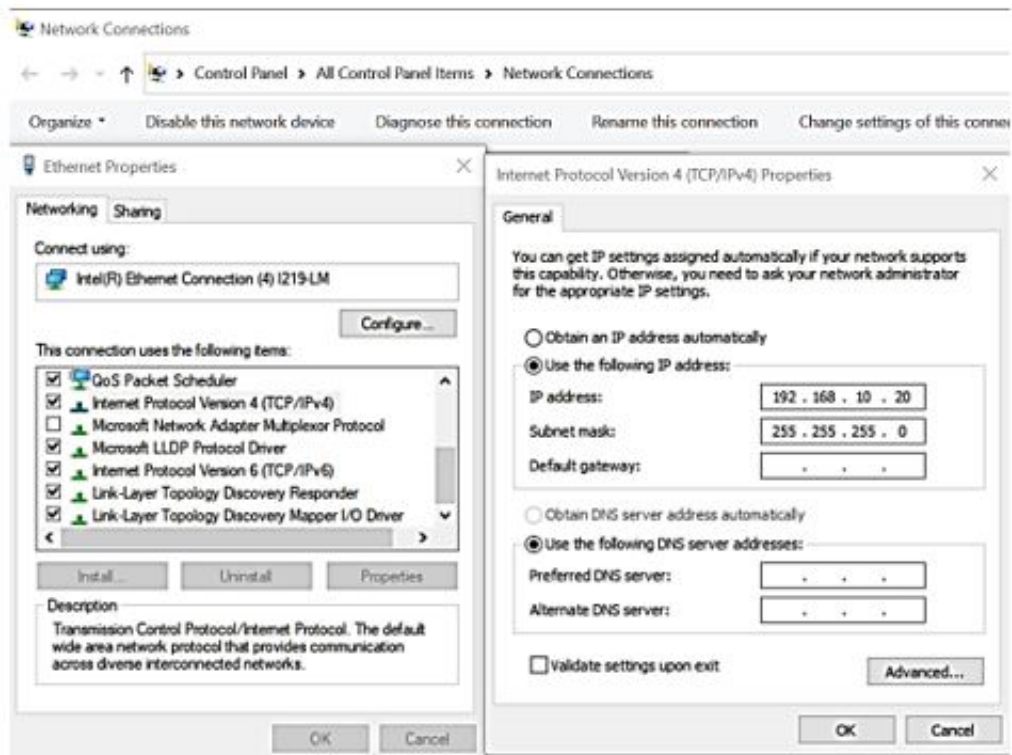 Network Connections
Control Panel > All Control Panel Items > Network Connections
Organize Disable this network device Diagnose this connection Rename this connection Change settings of this connec
Ethernet Properties
Networking Sharing
Connect using:
Intel(R) Ethernet Connection (4) I219-LM
Configure...
This connection uses the following items:
QoS Packet Scheduler
Internet Protocol Version 4 (TCP/IPv4)
Microsoft Network Adapter Multiplexor Protocol
Microsoft LLDP Protocol Driver
Internet Protocol Version 6 (TCP/IPv6)
Link-Layer Topology Discovery Responder
Link-Layer Topology Discovery Mapper I/O Driver
Install... Uninstall Properties
Description
Transmission Control Protocol/Internet Protocol. The default
wide area network protocol that provides communication
across diverse interconnected networks.
OK Cancel
Internet Protocol Version 4 (TCP/IPv4) Properties
General
You can get IP settings assigned automatically if your network supports
this capability. Otherwise, you need to ask your network administrator
for the appropriate IP settings.
Obtain an IP address automatically
Use the following IP address:
IP address: 192 . 168 . 10 . 20
Subnet mask: 255 . 255 . 255 . 0
Default gateway: . . .
Obtain DNS server address automatically
Use the following DNS server addresses:
Preferred DNS server: . . .
Alternate DNS server: . . .
Validate settings upon exit
Advanced...
OK Cancel